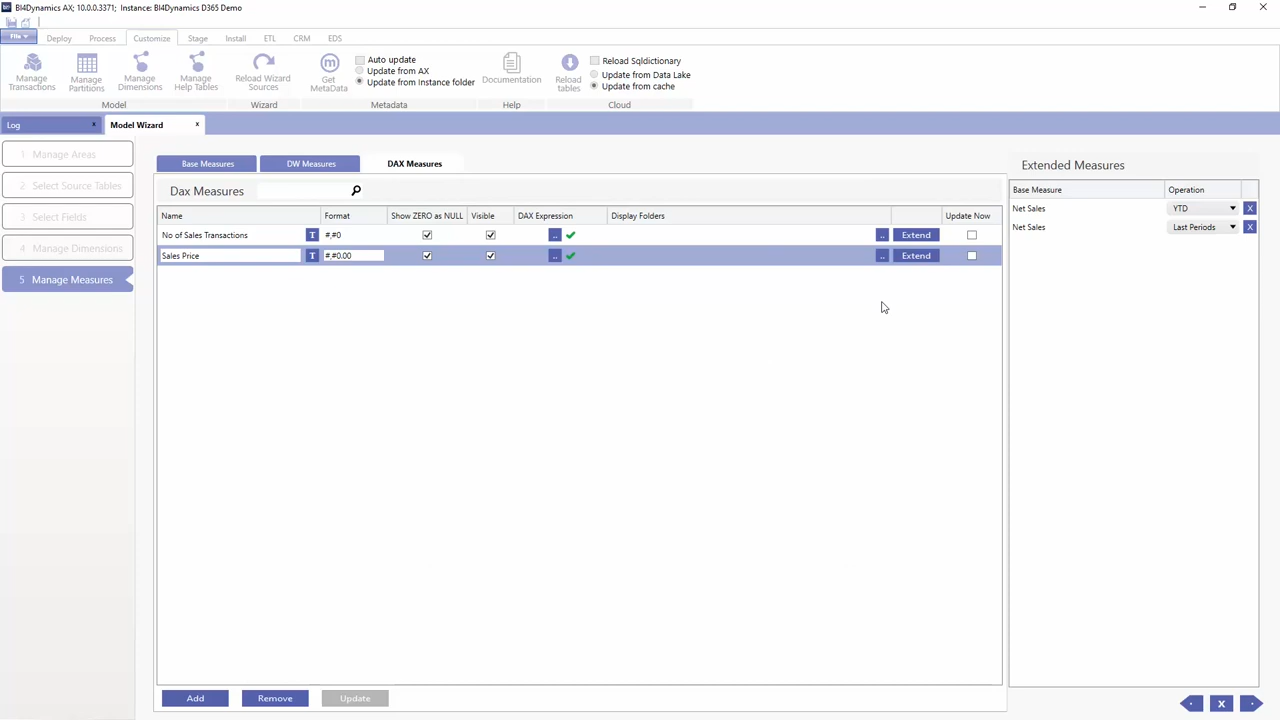 BI4Dynamics AX; 10.0.0.3371; Instance: BI4Dynamics D365 Demo
File Deploy Process Customize Stage Install ETL CRM EDS
Manage Transactions
Manage Partitions
Manage Dimensions
Manage Help Tables
Model
Reload Wizard Sources
Wizard
Get MetaData
Auto update
Update from AX
Update from Instance folder
Metadata
Documentation
Help
Reload tables
Reload Sqldictionary
Update from Data Lake
Update from cache
Cloud
Log x Model Wizard x
1 Manage Areas
2 Select Source Tables
3 Select Fields
4 Manage Dimensions
5 Manage Measures
Base Measures DW Measures DAX Measures
Dax Measures
Name Format Show ZERO as NULL Visible DAX Expression Display Folders Update Now
No of Sales Transactions T #,#0 .. .. Extend
Sales Price T #,#0.00 .. .. Extend
Add Remove Update
Extended Measures
Base Measure Operation
Net Sales YTD X
Net Sales Last Periods X
X